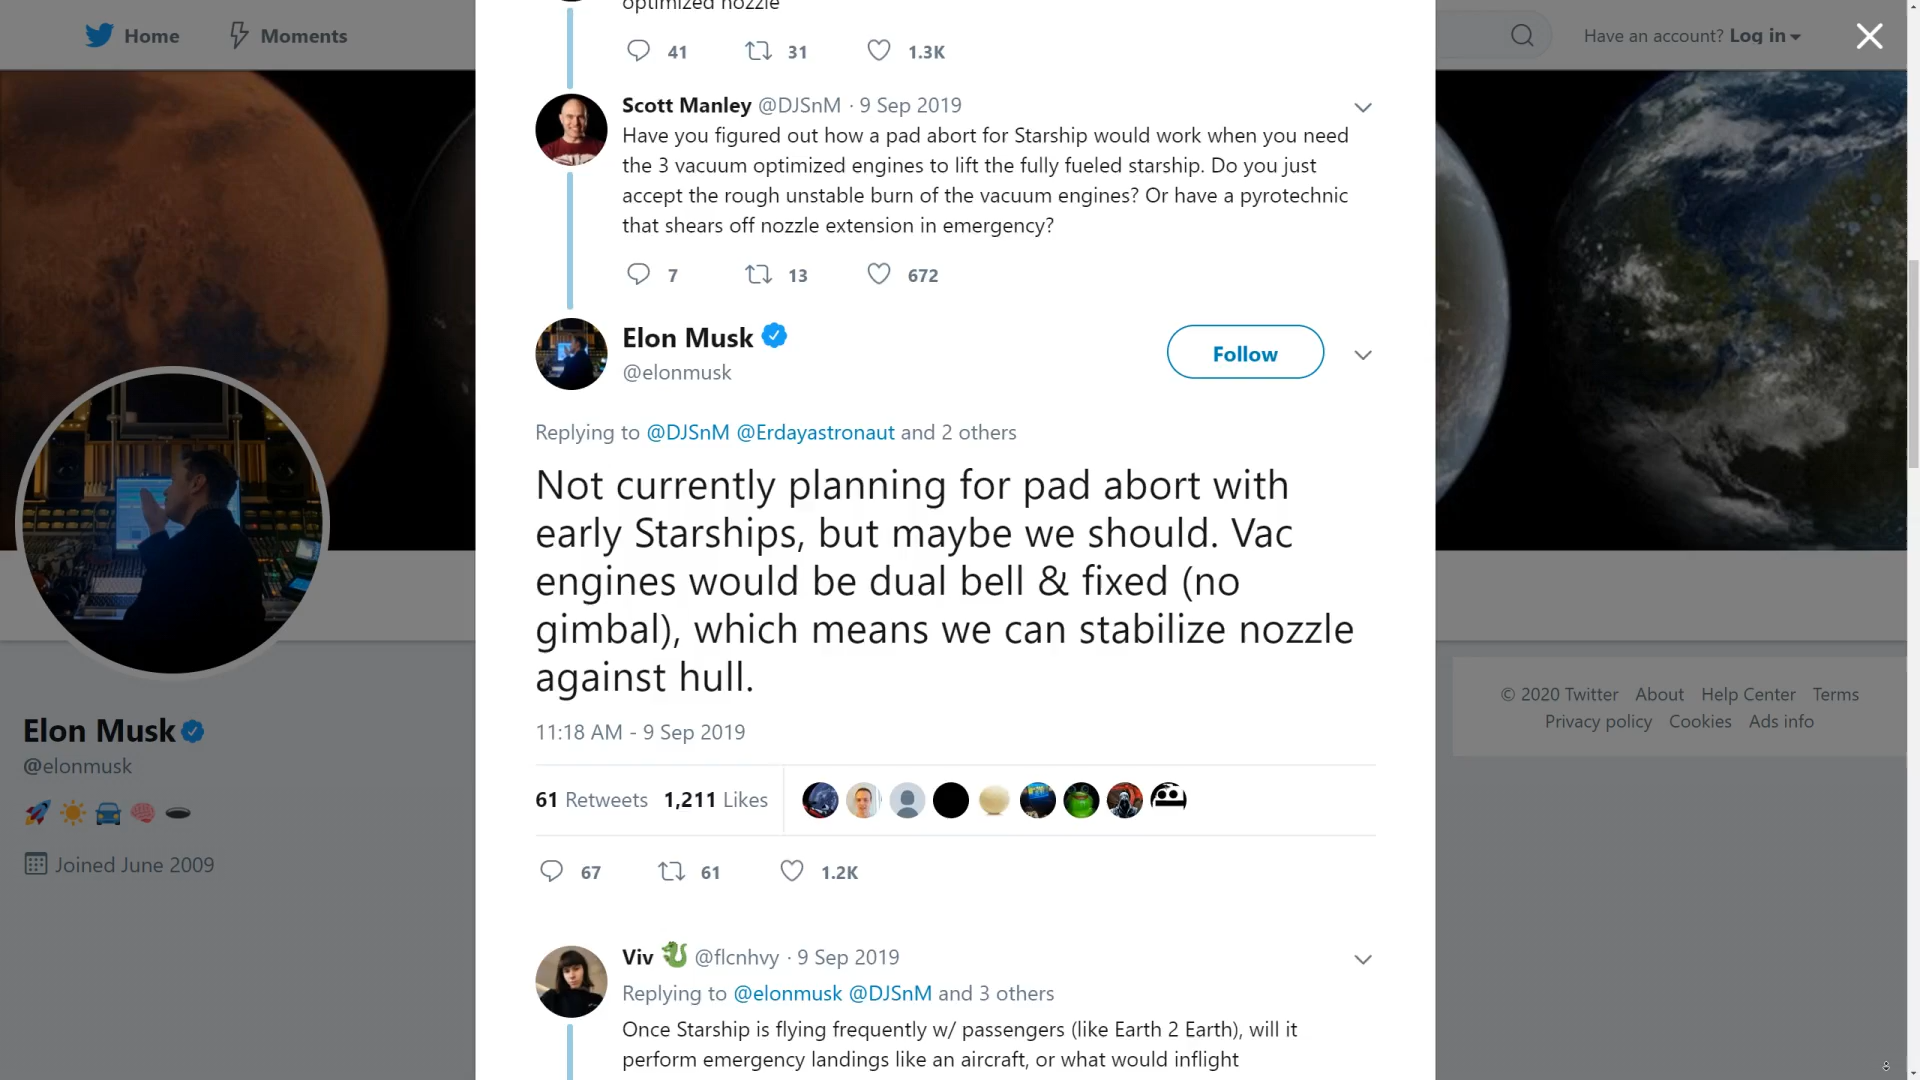 Home
Moments
Have an account? Log in
optimized nozzle
41 31 1.3K
Scott Manley @DJSnM · 9 Sep 2019
Have you figured out how a pad abort for Starship would work when you need
the 3 vacuum optimized engines to lift the fully fueled starship. Do you just
accept the rough unstable burn of the vacuum engines? Or have a pyrotechnic
that shears off nozzle extension in emergency?
7 13 672
Elon Musk
@elonmusk
Follow
Replying to @DJSnM @Erdayastronaut and 2 others
Not currently planning for pad abort with
early Starships, but maybe we should. Vac
engines would be dual bell & fixed (no
gimbal), which means we can stabilize nozzle
against hull.
11:18 AM - 9 Sep 2019
61 Retweets 1,211 Likes
67 61 1.2K
Viv @flcnhvy · 9 Sep 2019
Replying to @elonmusk @DJSnM and 3 others
Once Starship is flying frequently w/ passengers (like Earth 2 Earth), will it
perform emergency landings like an aircraft, or what would inflight
Elon Musk
@elonmusk
Joined June 2009
© 2020 Twitter About Help Center Terms
Privacy policy Cookies Ads info